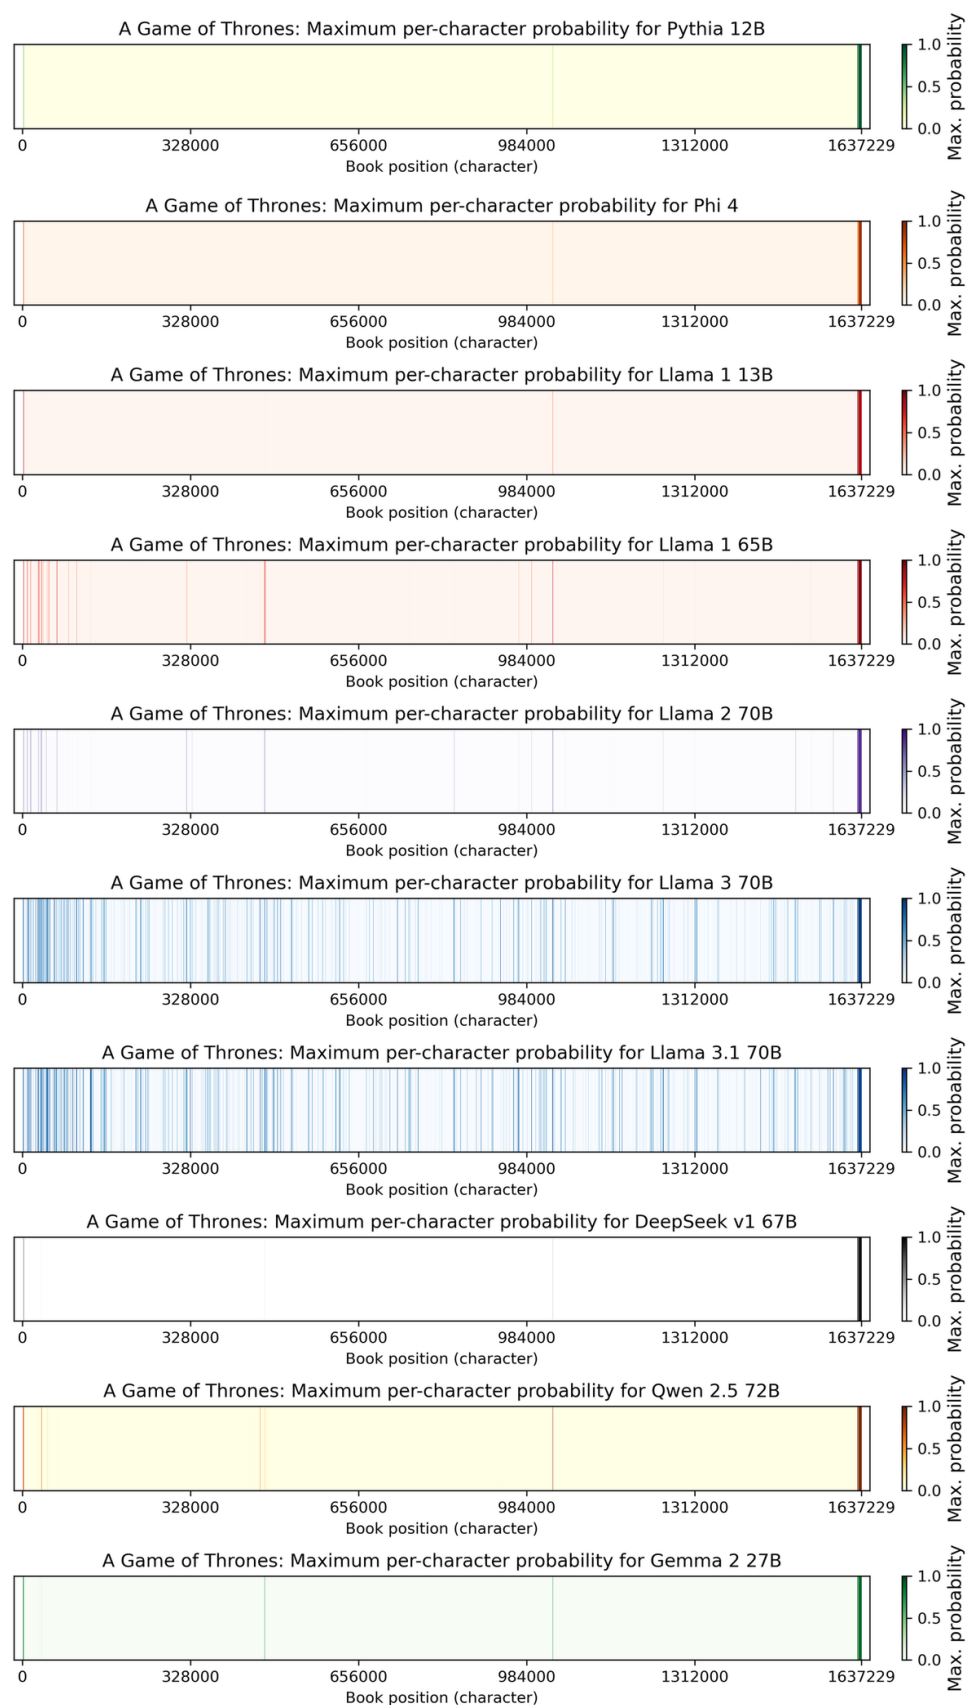 A Game of Thrones: Maximum per-character probability for Pythia 12B
1.0
0.5
0.0
Max. probability
0 328000 656000 984000 1312000 1637229
Book position (character)
A Game of Thrones: Maximum per-character probability for Phi 4
1.0
0.5
0.0
Max. probability
0 328000 656000 984000 1312000 1637229
Book position (character)
A Game of Thrones: Maximum per-character probability for Llama 1 13B
1.0
0.5
0.0
Max. probability
0 328000 656000 984000 1312000 1637229
Book position (character)
A Game of Thrones: Maximum per-character probability for Llama 1 65B
1.0
0.5
0.0
Max. probability
0 328000 656000 984000 1312000 1637229
Book position (character)
A Game of Thrones: Maximum per-character probability for Llama 2 70B
1.0
0.5
0.0
Max. probability
0 328000 656000 984000 1312000 1637229
Book position (character)
A Game of Thrones: Maximum per-character probability for Llama 3 70B
1.0
0.5
0.0
Max. probability
0 328000 656000 984000 1312000 1637229
Book position (character)
A Game of Thrones: Maximum per-character probability for Llama 3.1 70B
1.0
0.5
0.0
Max. probability
0 328000 656000 984000 1312000 1637229
Book position (character)
A Game of Thrones: Maximum per-character probability for DeepSeek v1 67B
1.0
0.5
0.0
Max. probability
0 328000 656000 984000 1312000 1637229
Book position (character)
A Game of Thrones: Maximum per-character probability for Qwen 2.5 72B
1.0
0.5
0.0
Max. probability
0 328000 656000 984000 1312000 1637229
Book position (character)
A Game of Thrones: Maximum per-character probability for Gemma 2 27B
1.0
0.5
0.0
Max. probability
0 328000 656000 984000 1312000 1637229
Book position (character)